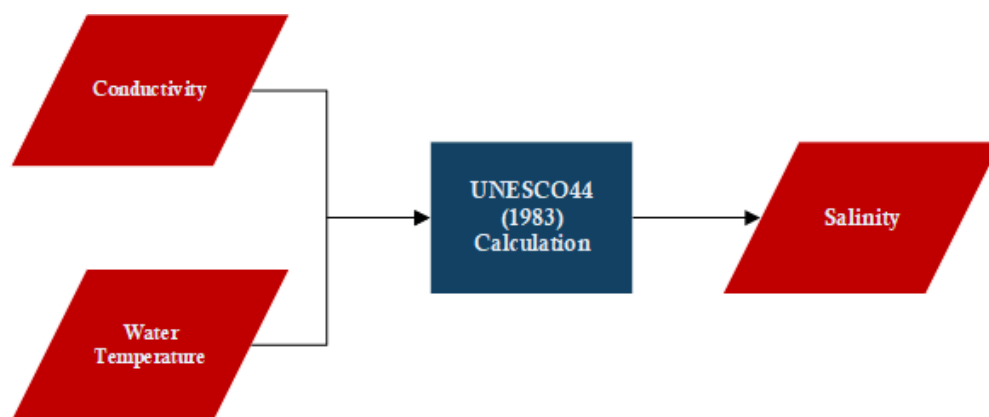 Conductivity
Water
Temperature
UNESCO44
(1983)
Calculation
Salinity